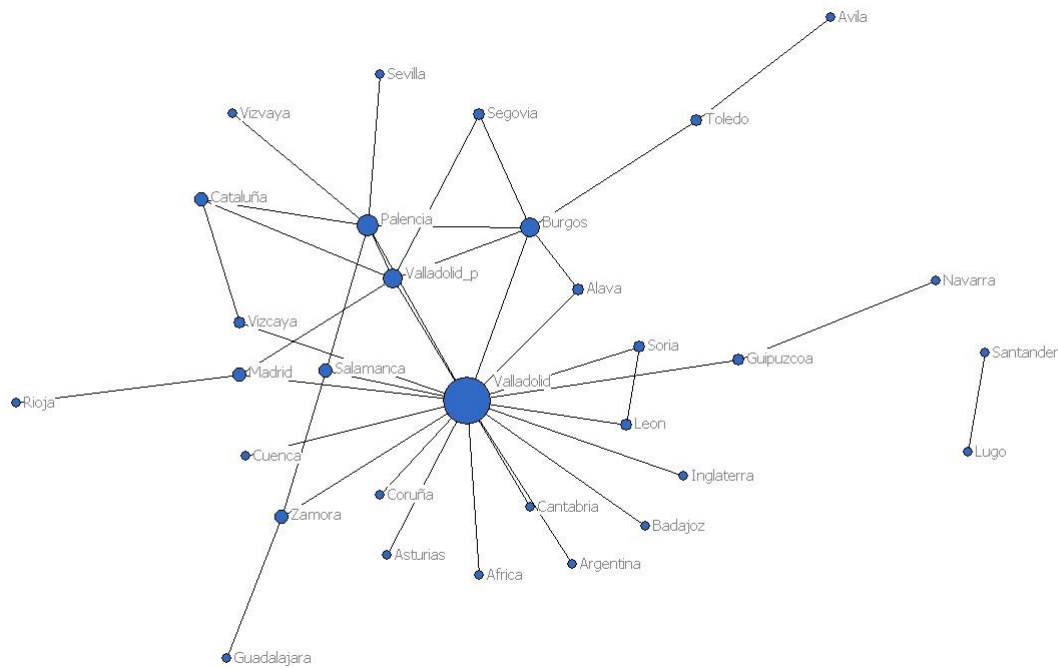 Avila
Sevilla
Vizvaya
Segovia
Toledo
Cataluña
Palencia
Burgos
Valladolid_p
Navarra
Alava
Vizcaya
Soria
Santander
Guipuzcoa
Madrid
Salamanca
Valladolid
Rioja
Leon
Lugo
Cuenca
Inglaterra
Coruña
Cantabria
Zamora
Badajoz
Asturias
Argentina
Africa
Guadalajara